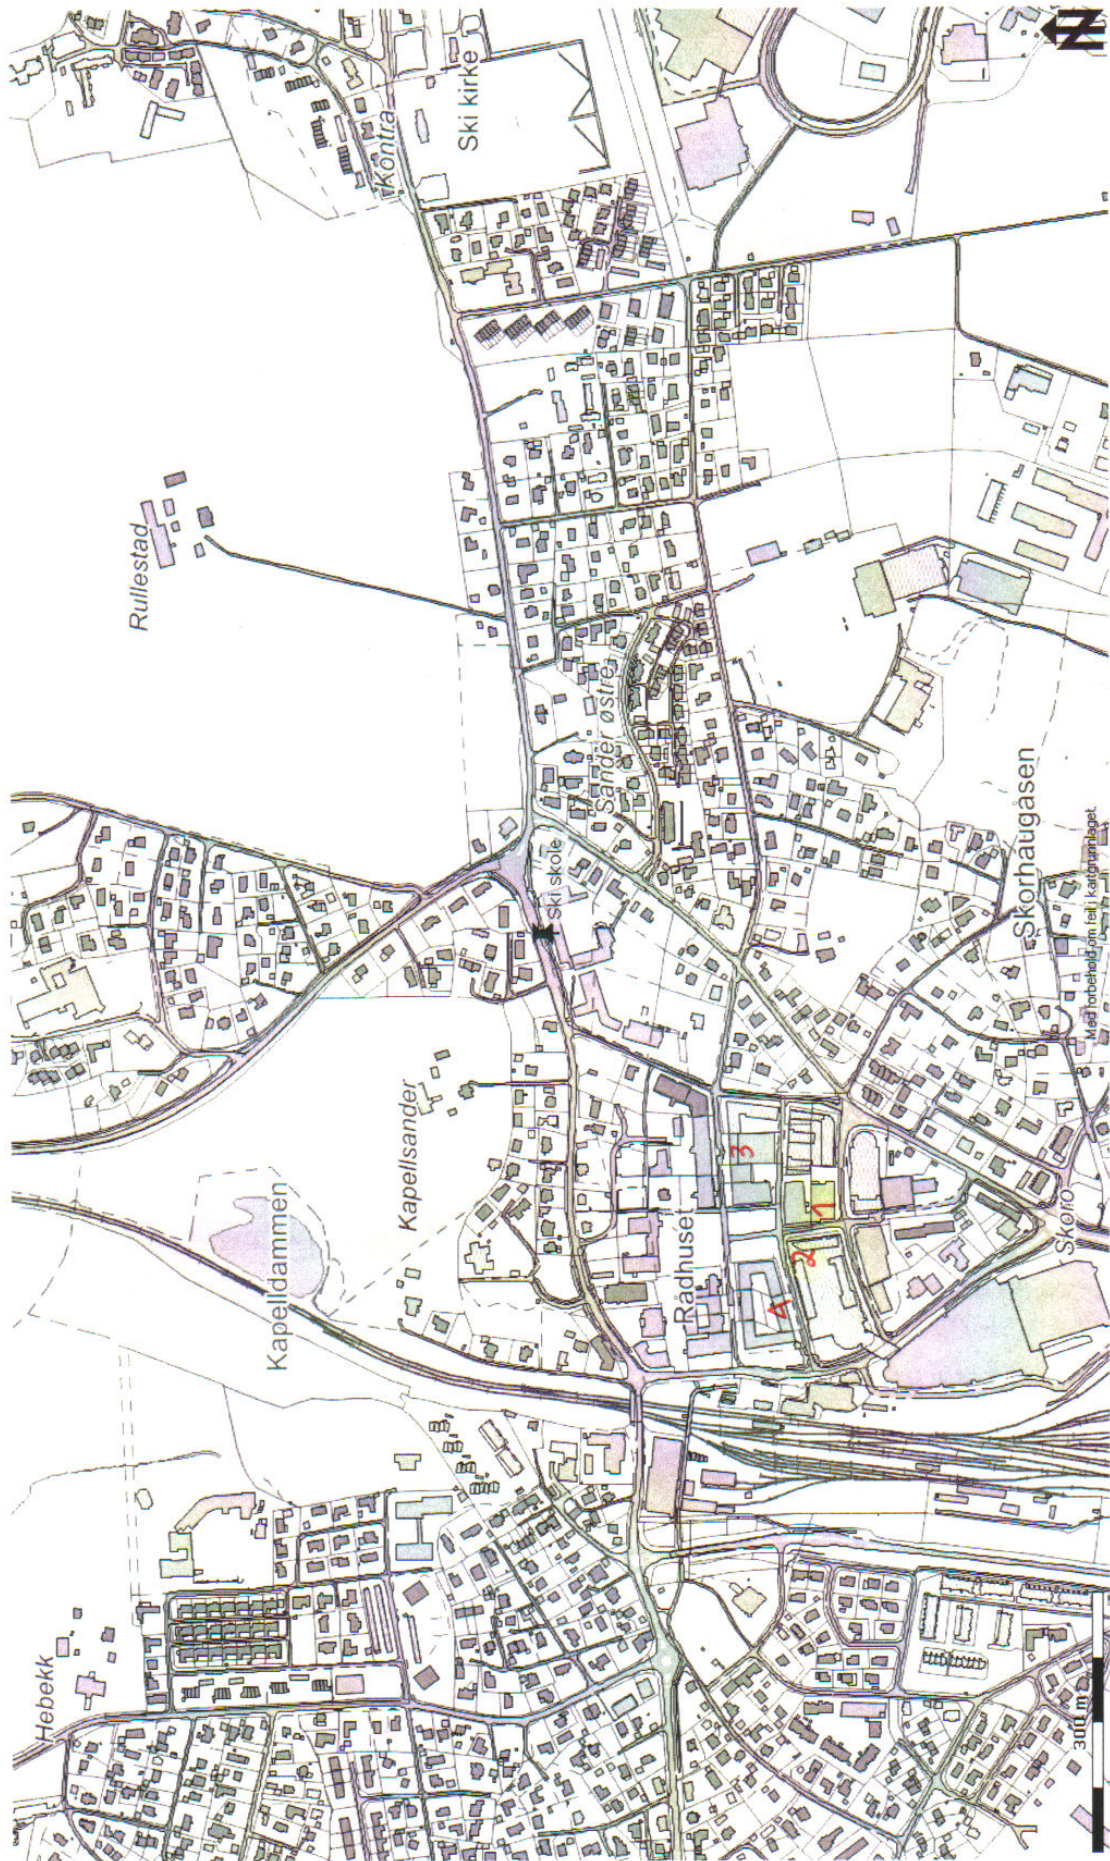 N
Kontra
Ski kirke
Rullestad
Sander østre
Ski skole
Skorhaugåsen
Med forbehold om feil i kartgrunnlaget.
Kapellsander
Kapelldammen
Rådhuset
3
1
2
4
Skoro
Hebekk
300 m